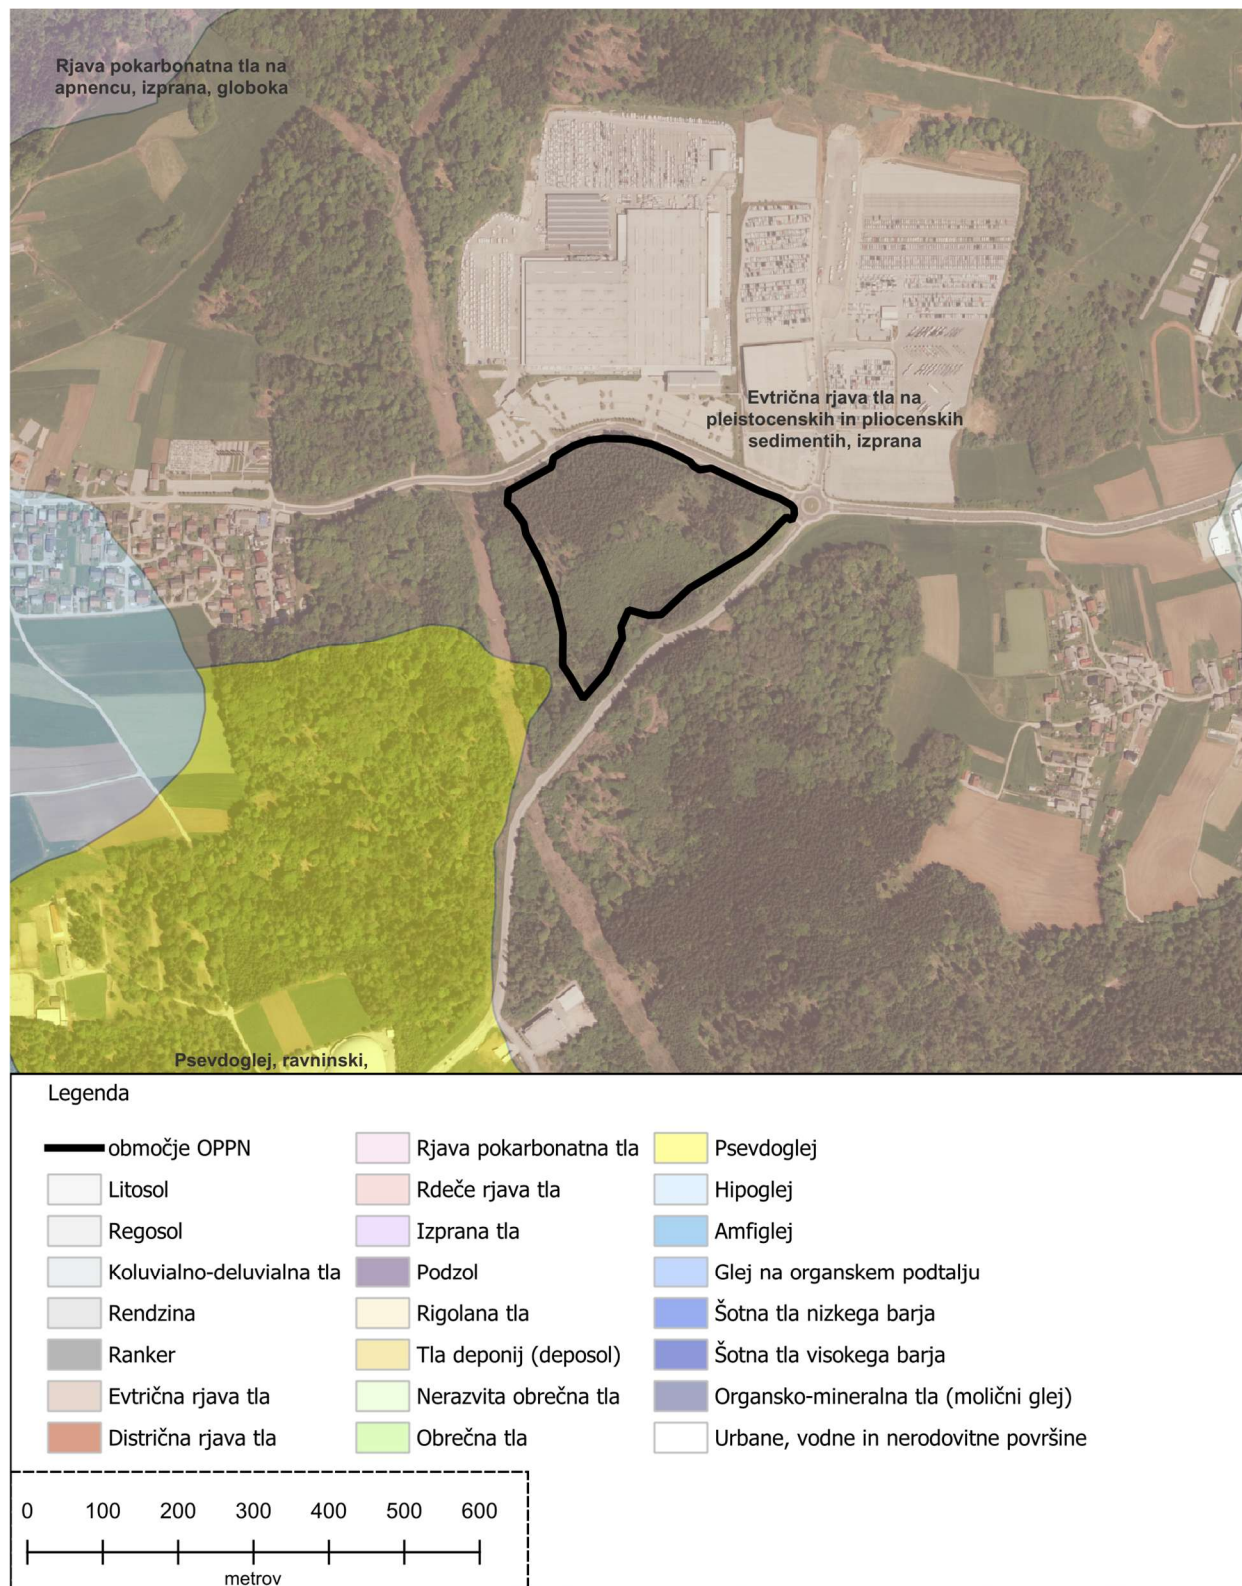 Rjava pokarbonatna tla na
apnencu, izprana, globoka
Evtrična rjava tla na
pleistocenskih in pliocenskih
sedimentih, izprana
Psevdoglej, ravninski,
Legenda
območje OPPN
Litosol
Regosol
Koluvialno-deluvialna tla
Rendzina
Ranker
Evtrična rjava tla
Distrična rjava tla
Rjava pokarbonatna tla
Rdeče rjava tla
Izprana tla
Podzol
Rigolana tla
Tla deponij (deposol)
Nerazvita obrečna tla
Obrečna tla
Psevdoglej
Hipoglej
Amfiglej
Glej na organskem podtalju
Šotna tla nizkega barja
Šotna tla visokega barja
Organsko-mineralna tla (molični glej)
Urbane, vodne in nerodovitne površine
0 100 200 300 400 500 600
metrov